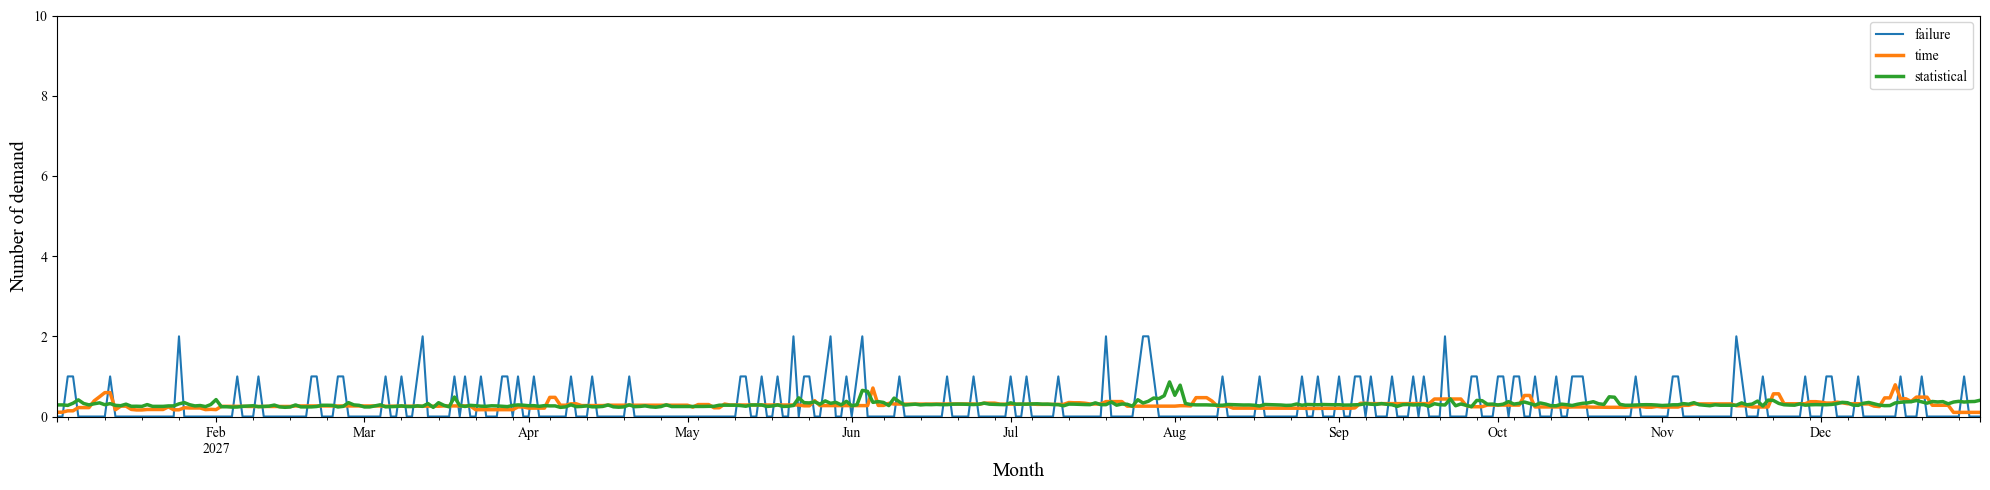 10
8
6
4
2
0
Number of demand
failure
time
statistical
Feb
2027
Mar
Apr
May
Jun
Jul
Aug
Sep
Oct
Nov
Dec
Month